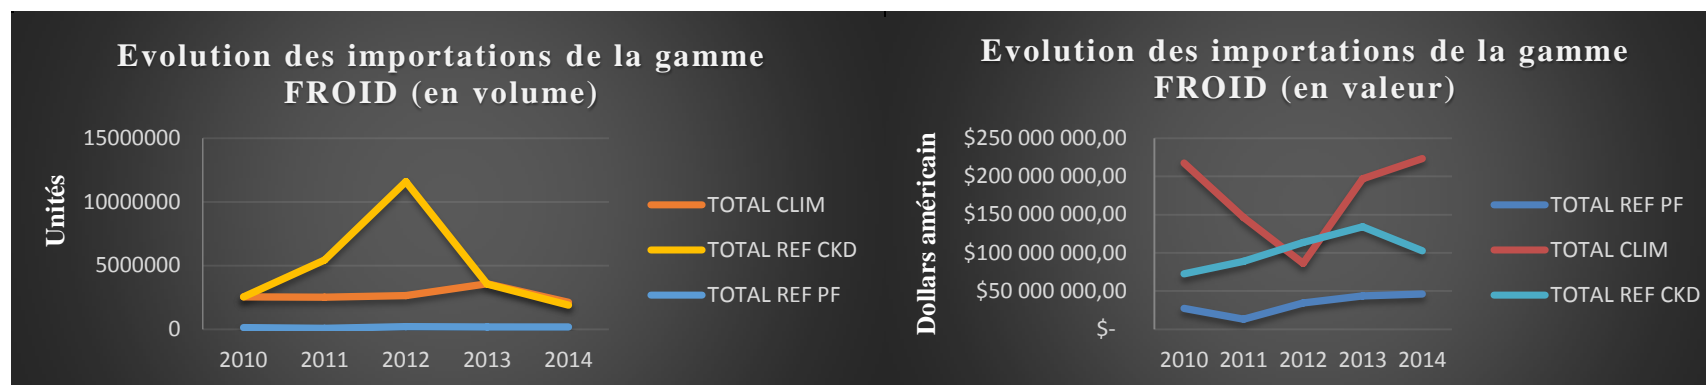 Evolution des importations de la gamme
FROID (en volume)
Unités
15000000
10000000
5000000
0
2010 2011 2012 2013 2014
TOTAL CLIM
TOTAL REF CKD
TOTAL REF PF
Evolution des importations de la gamme
FROID (en valeur)
Dollars américain
$250 000 000,00
$200 000 000,00
$150 000 000,00
$100 000 000,00
$50 000 000,00
$-
2010 2011 2012 2013 2014
TOTAL REF PF
TOTAL CLIM
TOTAL REF CKD